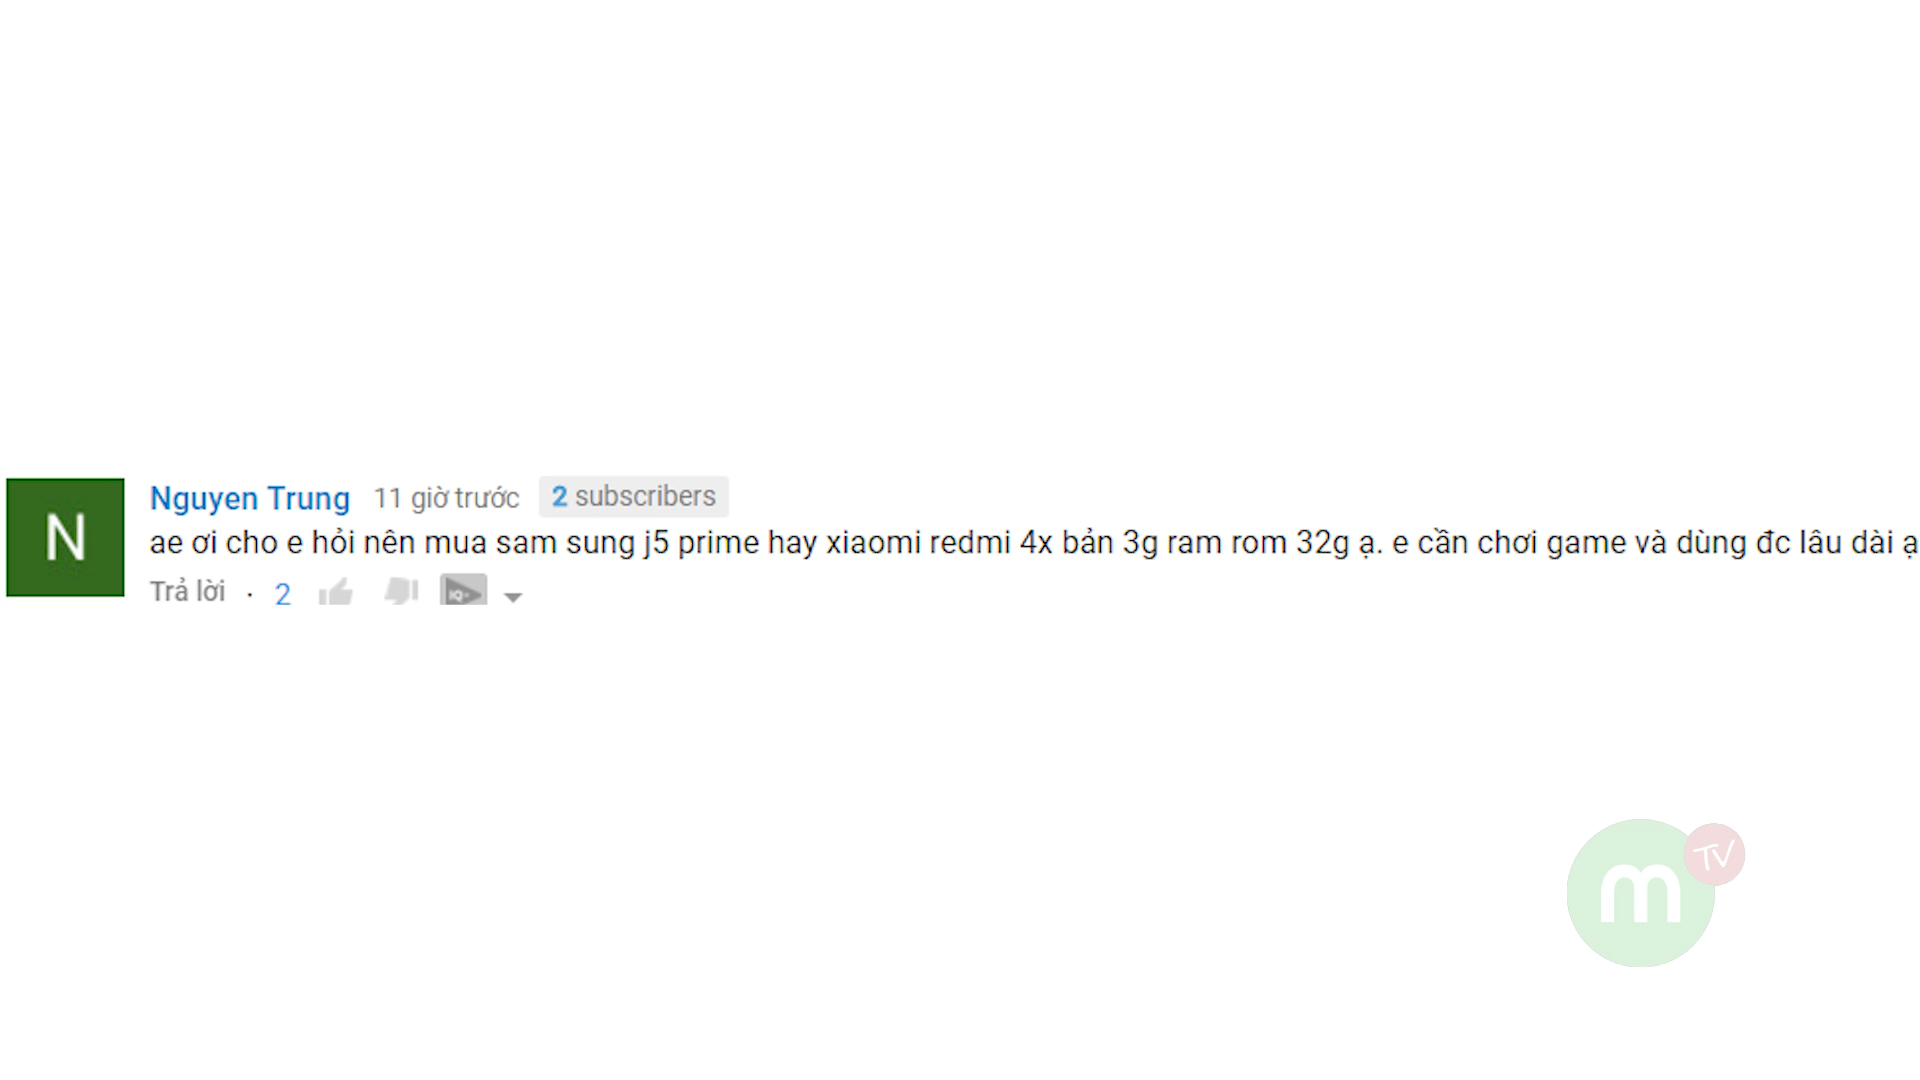 N
Nguyen Trung 11 giờ trước 2 subscribers
ae ơi cho e hỏi nên mua sam sung j5 prime hay xiaomi redmi 4x bản 3g ram rom 32g ạ. e cần chơi game và dùng đc lâu dài ạ
Trả lời · 2 IQ
m TV